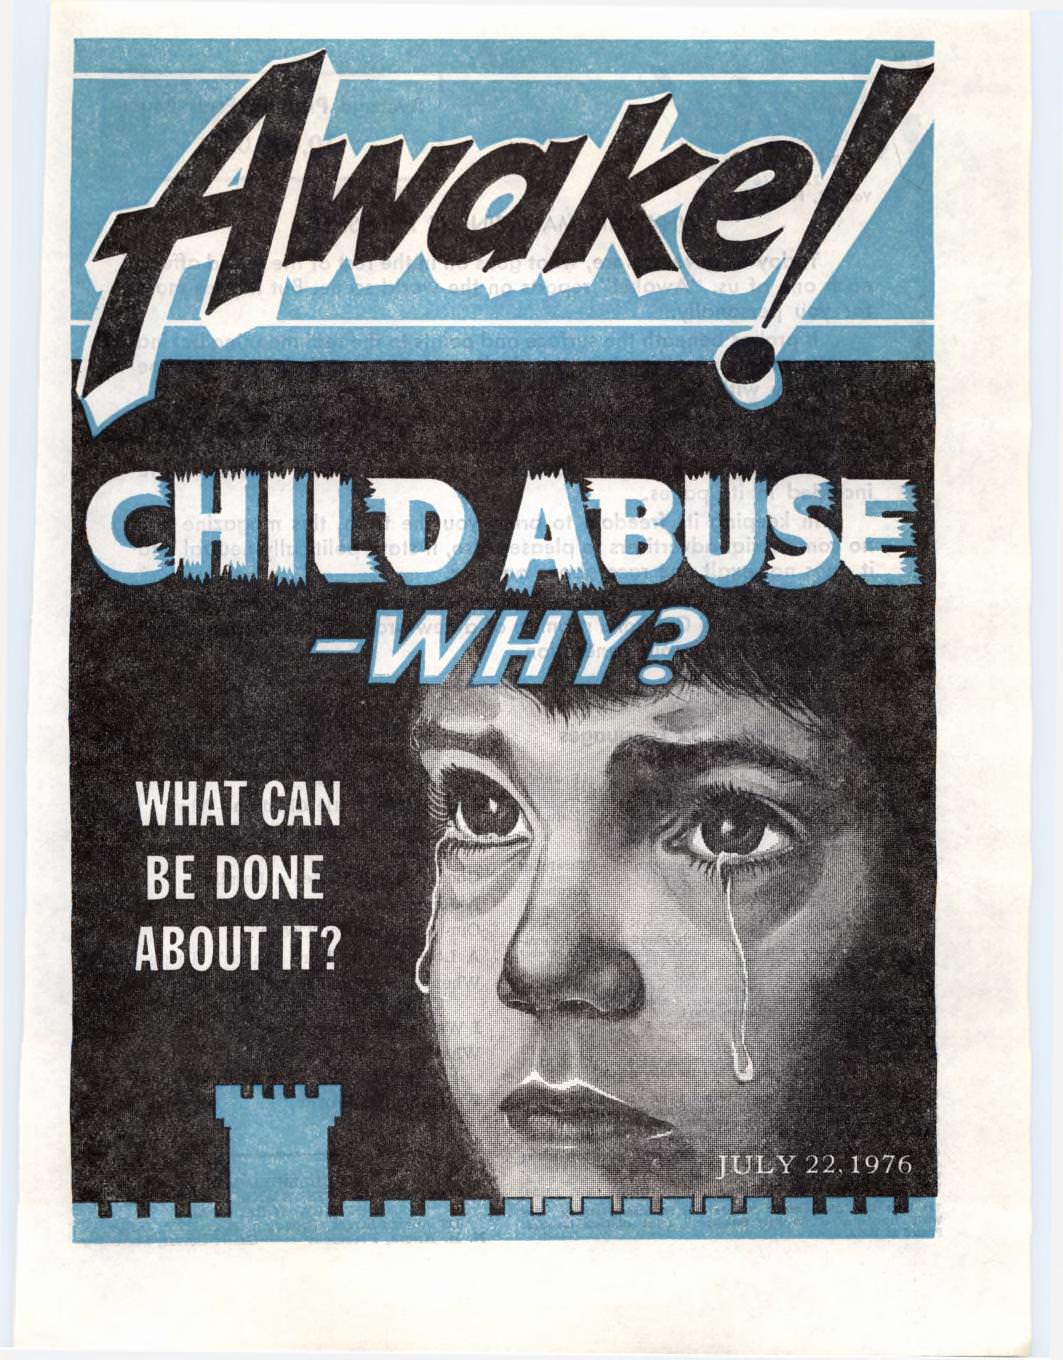 Awake!
CHILD ABUSE
-WHY?
WHAT CAN
BE DONE
ABOUT IT?
JULY 22, 1976